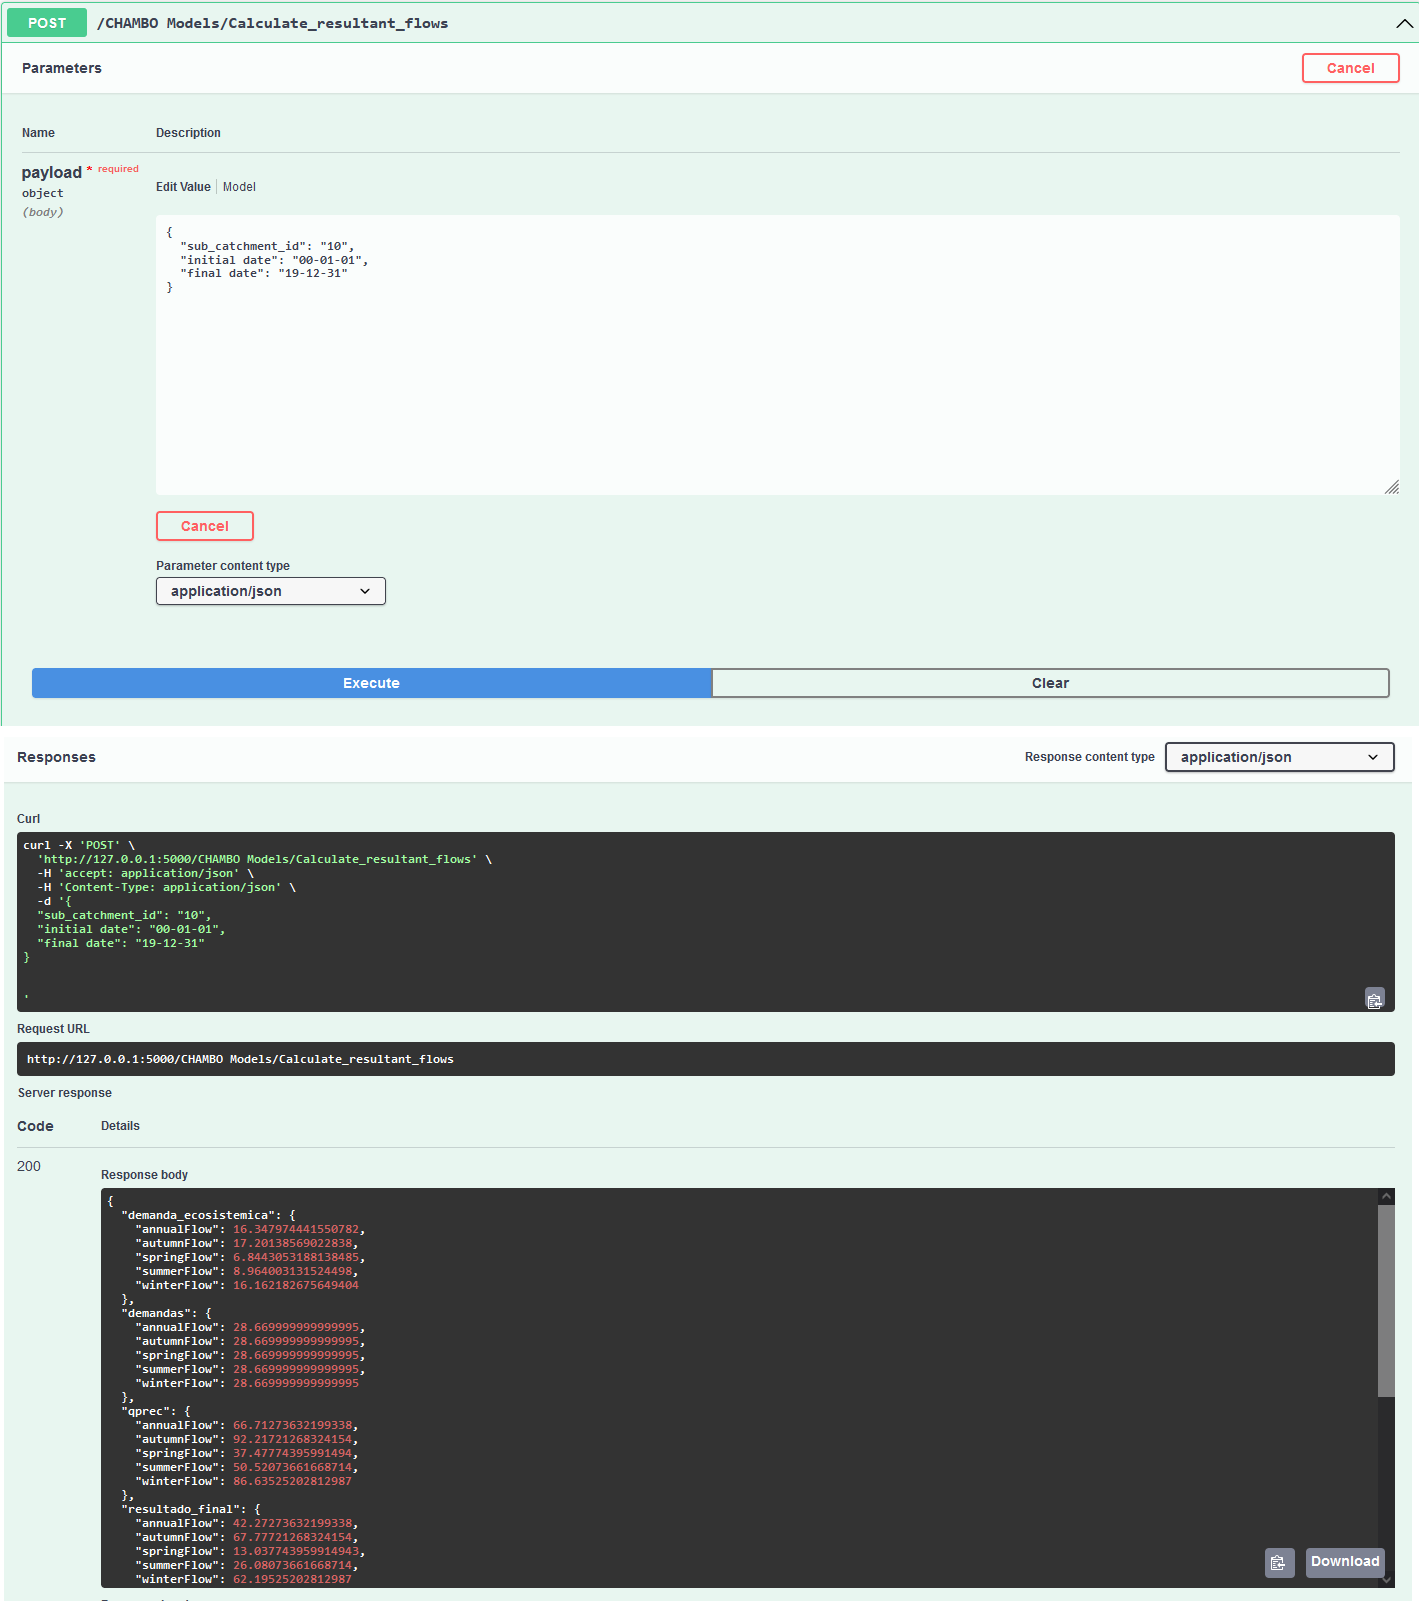 POST /CHAMBO Models/Calculate_resultant_flows
Parameters
Cancel
Name Description
payload * required
object
(body)
Edit Value Model
{
"sub_catchment_id": "10",
"initial date": "00-01-01",
"final date": "19-12-31"
}
Cancel
Parameter content type
application/json
Execute Clear
Responses
Response content type
application/json
Curl
curl -X 'POST' \
'http://127.0.0.1:5000/CHAMBO Models/Calculate_resultant_flows' \
-H 'accept: application/json' \
-H 'Content-Type: application/json' \
-d '{
"sub_catchment_id": "10",
"initial date": "00-01-01",
"final date": "19-12-31"
}
'
Request URL
http://127.0.0.1:5000/CHAMBO Models/Calculate_resultant_flows
Server response
Code Details
200
Response body
{
"demanda_ecosistemica": {
"annualFlow": 16.347974441550782,
"autumnFlow": 17.20138569022838,
"springFlow": 6.8443053188138485,
"summerFlow": 8.964003131524498,
"winterFlow": 16.162182675649404
},
"demandas": {
"annualFlow": 28.669999999999995,
"autumnFlow": 28.669999999999995,
"springFlow": 28.669999999999995,
"summerFlow": 28.669999999999995,
"winterFlow": 28.669999999999995
},
"qprec": {
"annualFlow": 66.71273632199338,
"autumnFlow": 92.21721268324154,
"springFlow": 37.47774395991494,
"summerFlow": 50.52073661668714,
"winterFlow": 86.63525202812987
},
"resultado_final": {
"annualFlow": 42.27273632199338,
"autumnFlow": 67.77721268324154,
"springFlow": 13.037743959914943,
"summerFlow": 26.08073661668714,
"winterFlow": 62.19525202812987
Download